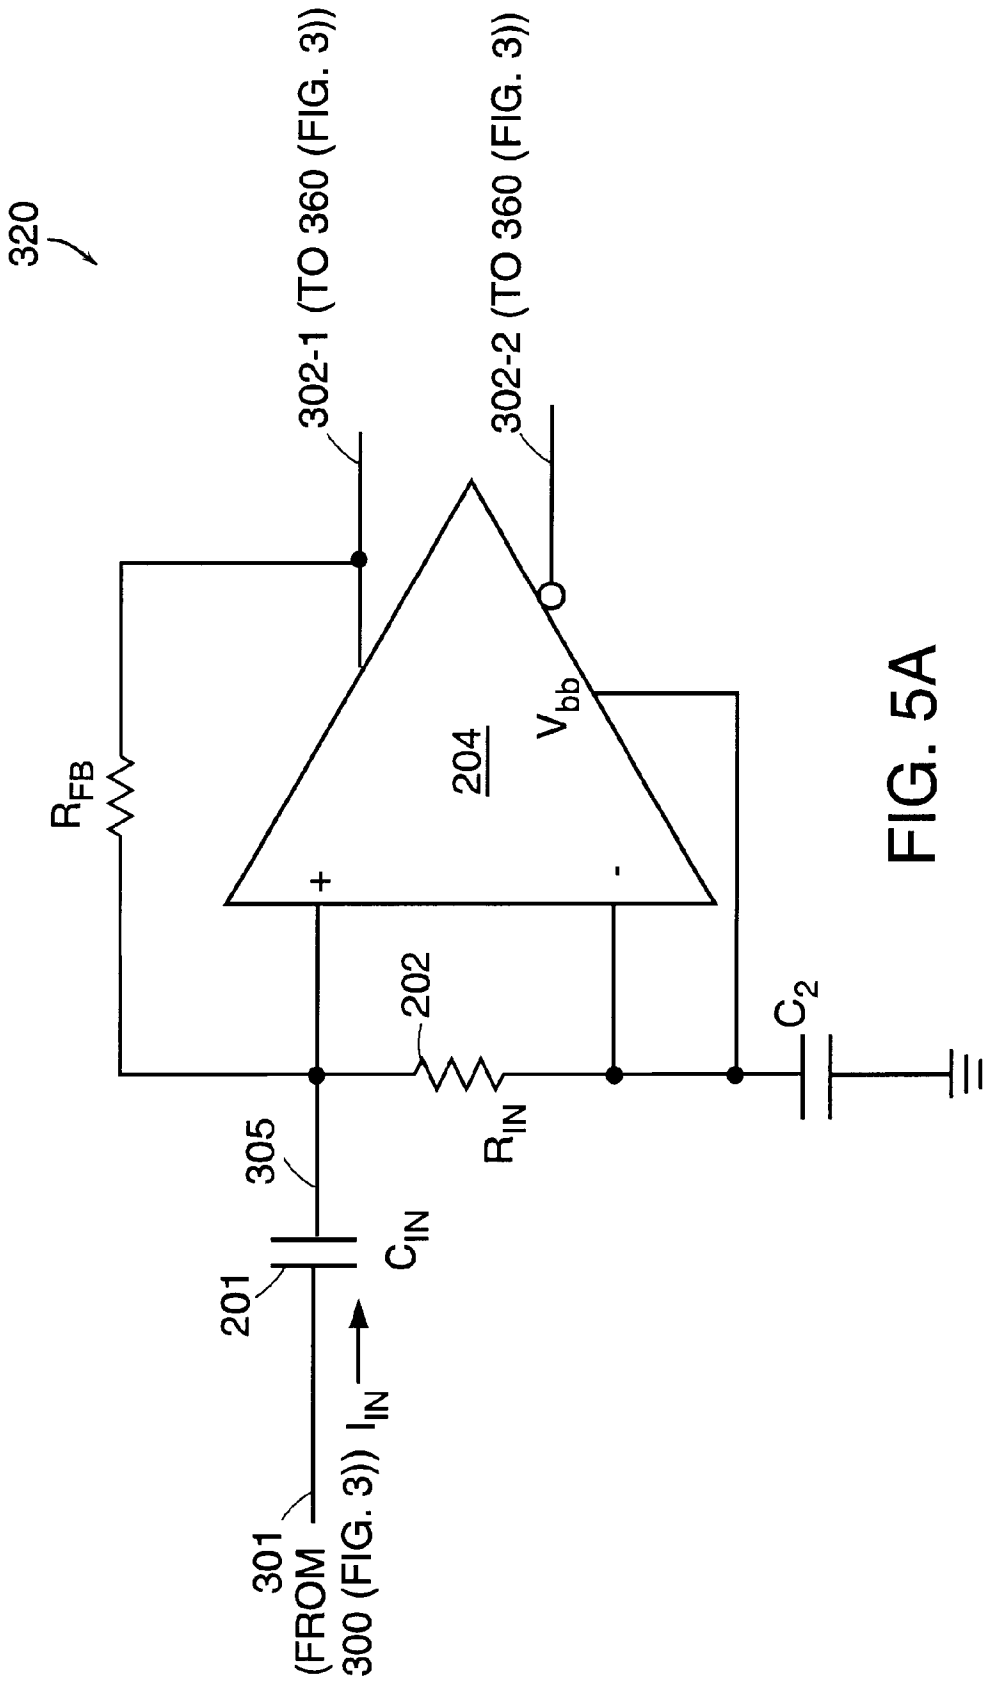 320
R_FB
302-1 (TO 360 (FIG. 3))
302-2 (TO 360 (FIG. 3))
301
(FROM
300 (FIG. 3))
I_IN
201
C_IN
305
202
R_IN
+
-
204
V_bb
C_2
FIG. 5A